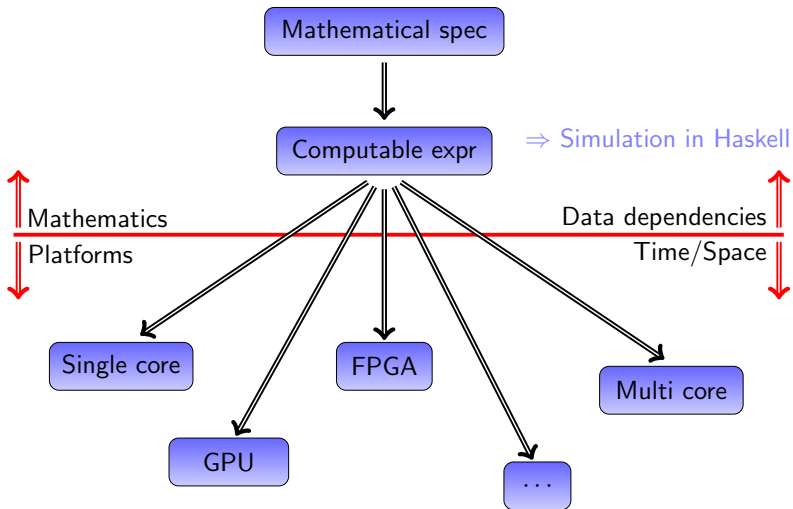 Mathematical spec
Computable expr
⇒ Simulation in Haskell
Mathematics
Data dependencies
Platforms
Time/Space
Single core
FPGA
Multi core
GPU
···